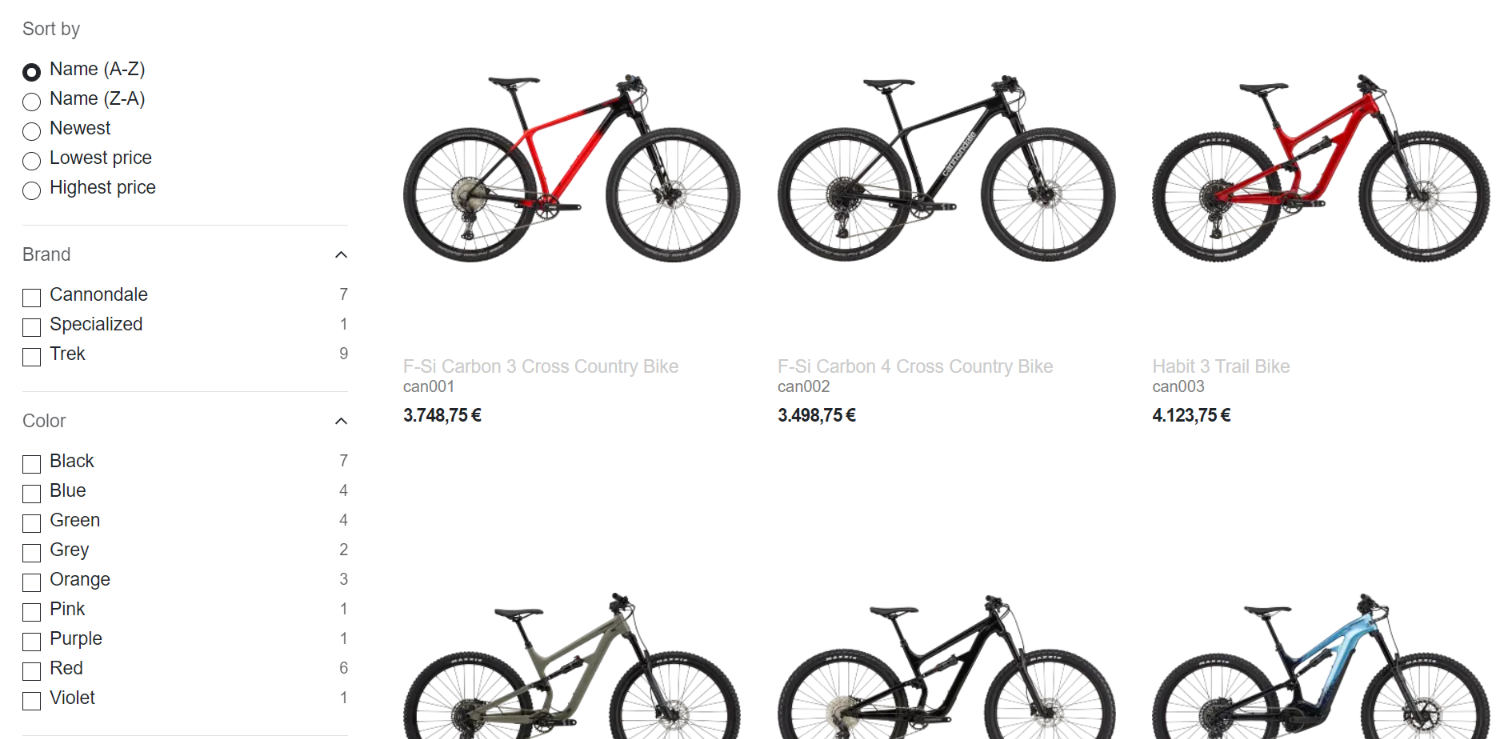 Sort by
Name (A-Z)
Name (Z-A)
Newest
Lowest price
Highest price
Brand
Cannondale 7
Specialized 1
Trek 9
Color
Black 7
Blue 4
Green 4
Grey 2
Orange 3
Pink 1
Purple 1
Red 6
Violet 1
cannondale
F-Si Carbon 3 Cross Country Bike
can001
3.748,75 €
F-Si Carbon 4 Cross Country Bike
can002
3.498,75 €
Habit 3 Trail Bike
can003
4.123,75 €